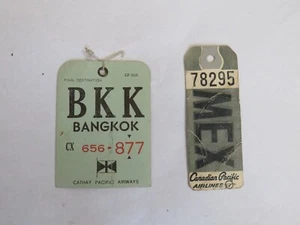 FINAL DESTINATION
BKK
BANGKOK
CX 656-877
CATHAY PACIFIC AIRWAYS
78295
MEX
Canadian Pacific
AIRLINES